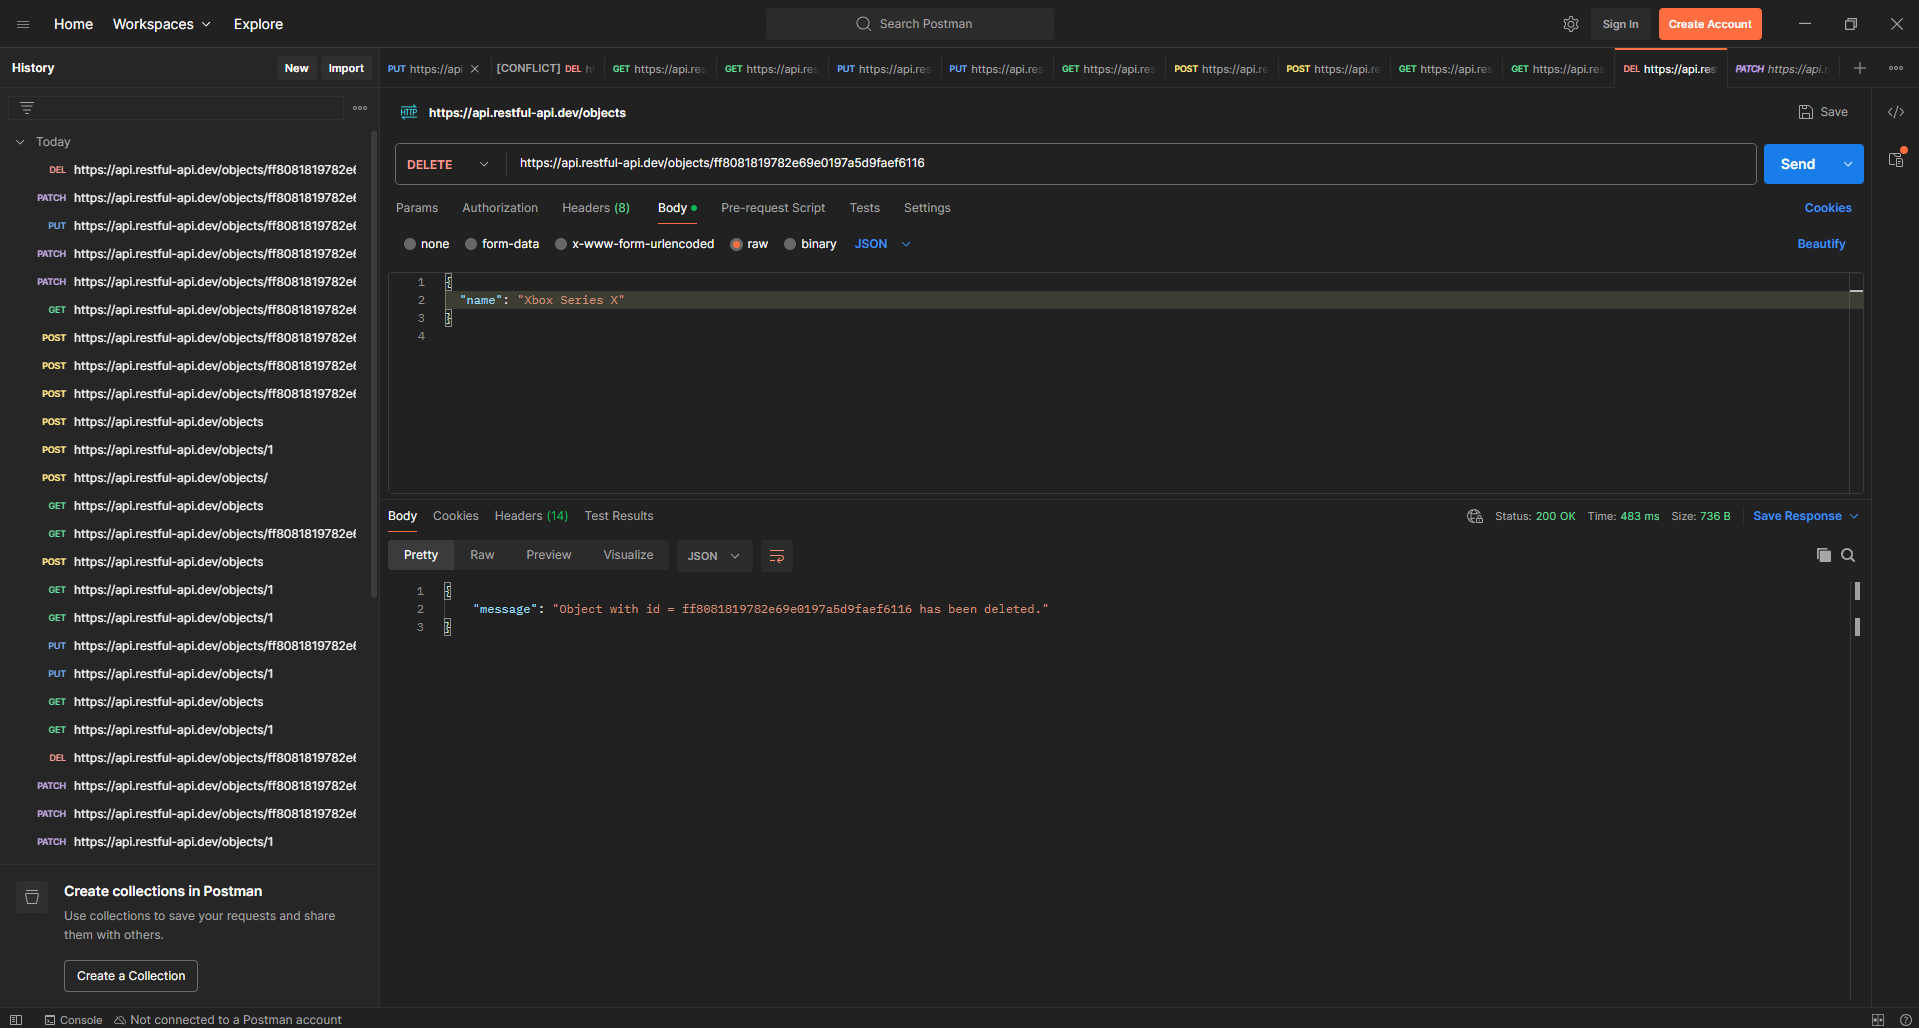 Home Workspaces Explore Search Postman Sign In Create Account
History New Import
PUT https://api
[CONFLICT] DEL h
GET https://api.res
GET https://api.res
PUT https://api.res
PUT https://api.res
GET https://api.res
POST https://api.re
POST https://api.re
GET https://api.res
GET https://api.res
DEL https://api.res
PATCH https://api.r
Today
DEL https://api.restful-api.dev/objects/ff8081819782e6
PATCH https://api.restful-api.dev/objects/ff8081819782e6
PUT https://api.restful-api.dev/objects/ff8081819782e6
PATCH https://api.restful-api.dev/objects/ff8081819782e6
PATCH https://api.restful-api.dev/objects/ff8081819782e6
GET https://api.restful-api.dev/objects/ff8081819782e6
POST https://api.restful-api.dev/objects/ff8081819782e6
POST https://api.restful-api.dev/objects/ff8081819782e6
POST https://api.restful-api.dev/objects/ff8081819782e6
POST https://api.restful-api.dev/objects
POST https://api.restful-api.dev/objects/1
POST https://api.restful-api.dev/objects/
GET https://api.restful-api.dev/objects
GET https://api.restful-api.dev/objects/ff8081819782e6
POST https://api.restful-api.dev/objects
GET https://api.restful-api.dev/objects/1
GET https://api.restful-api.dev/objects/1
PUT https://api.restful-api.dev/objects/ff8081819782e6
PUT https://api.restful-api.dev/objects/1
GET https://api.restful-api.dev/objects
GET https://api.restful-api.dev/objects/1
DEL https://api.restful-api.dev/objects/ff8081819782e6
PATCH https://api.restful-api.dev/objects/ff8081819782e6
PATCH https://api.restful-api.dev/objects/ff8081819782e6
PATCH https://api.restful-api.dev/objects/1
Create collections in Postman
Use collections to save your requests and share
them with others.
Create a Collection
HTTP https://api.restful-api.dev/objects Save
DELETE https://api.restful-api.dev/objects/ff8081819782e69e0197a5d9faef6116 Send
Params Authorization Headers (8) Body Pre-request Script Tests Settings Cookies
none form-data x-www-form-urlencoded raw binary JSON Beautify
1 {
2 "name": "Xbox Series X"
3 }
4
Body Cookies Headers (14) Test Results Status: 200 OK Time: 483 ms Size: 736 B Save Response
Pretty Raw Preview Visualize JSON
1 {
2 "message": "Object with id = ff8081819782e69e0197a5d9faef6116 has been deleted."
3 }
Console Not connected to a Postman account